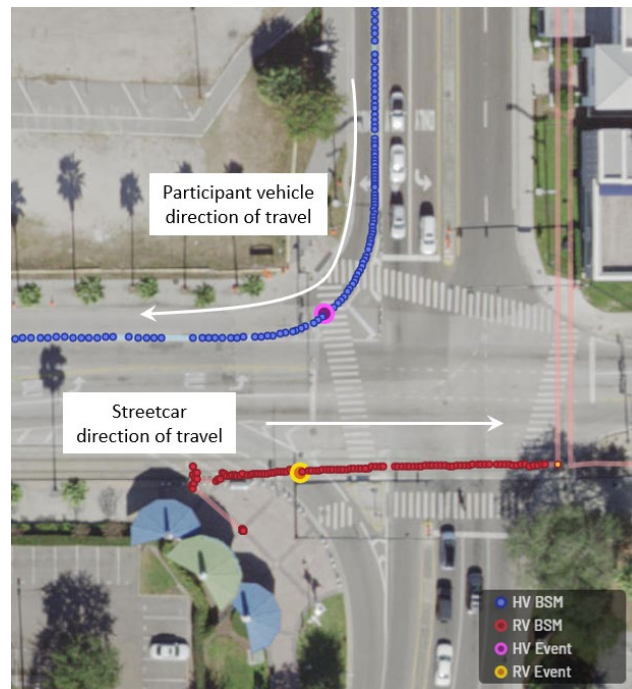 Participant vehicle
direction of travel
Streetcar
direction of travel
HV BSM
RV BSM
HV Event
RV Event